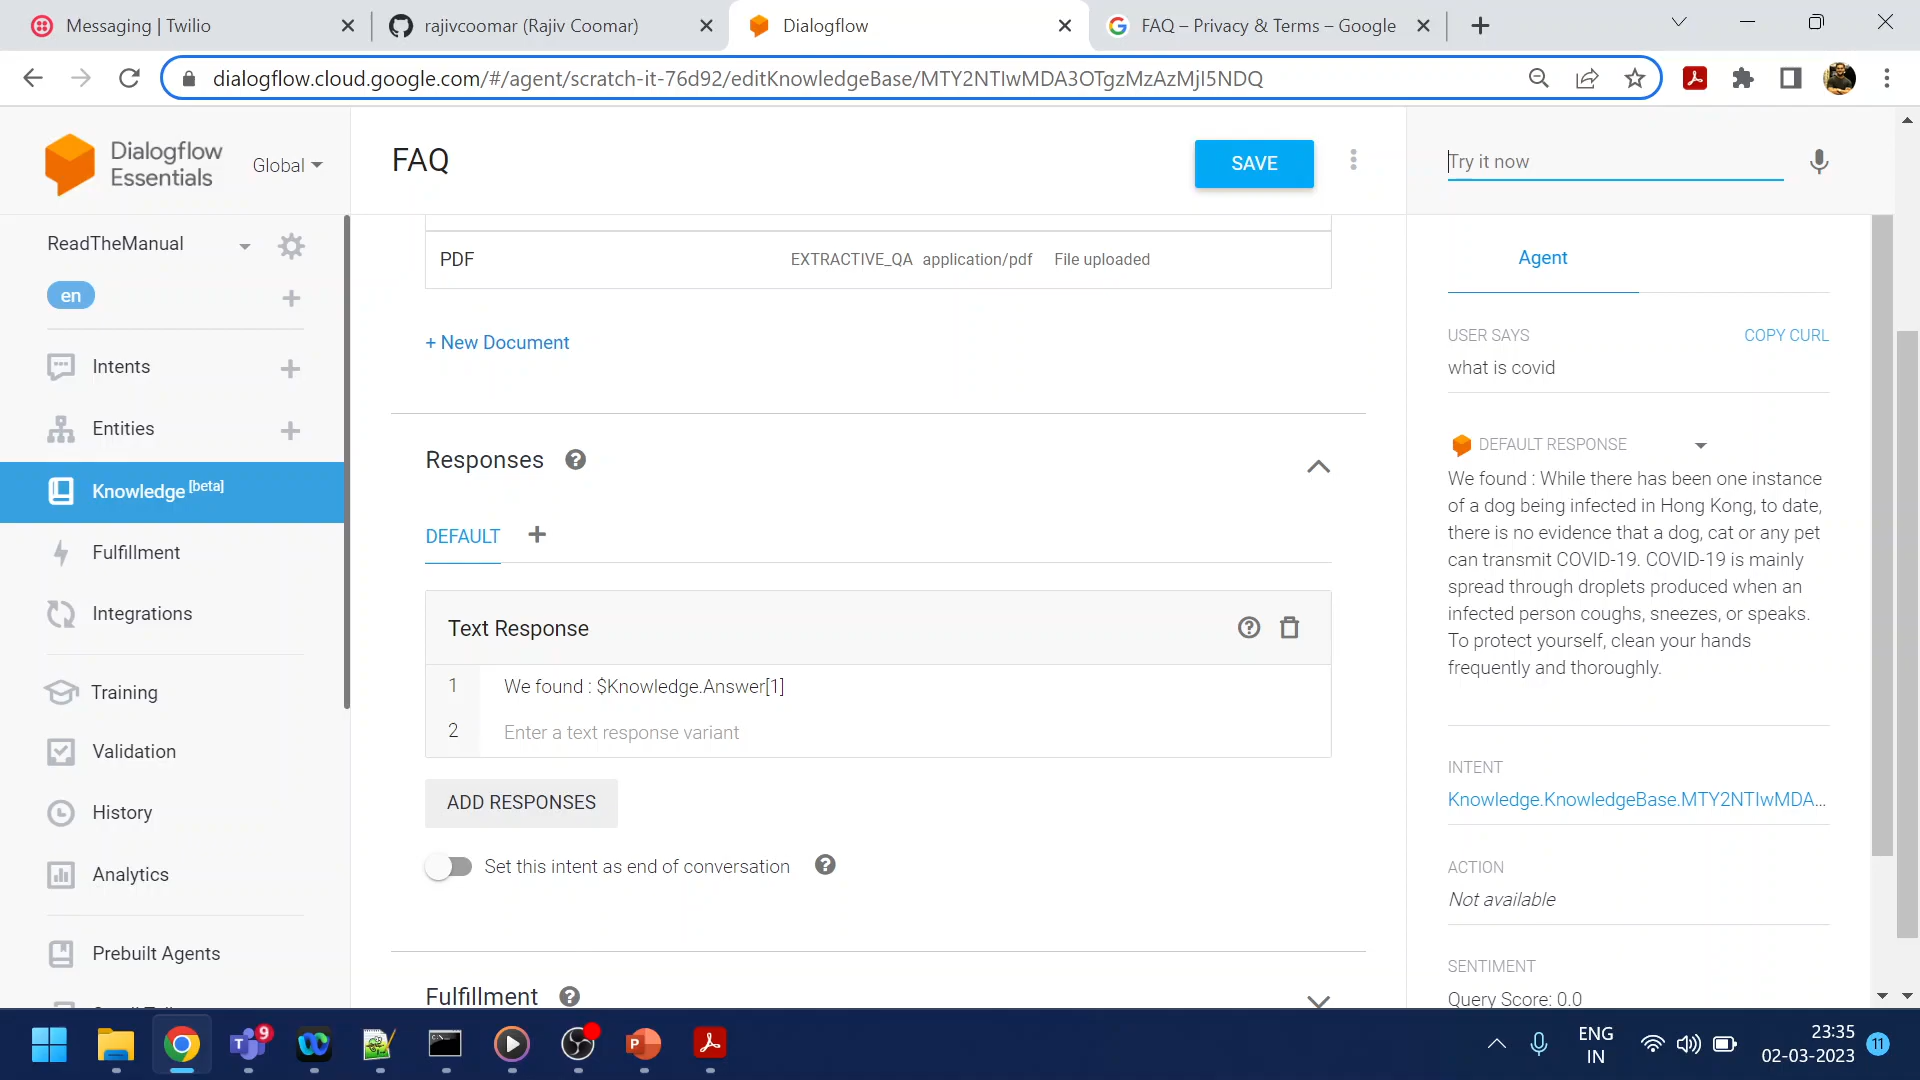 Messaging | Twilio
rajivcoomar (Rajiv Coomar)
Dialogflow
FAQ – Privacy & Terms – Google
dialogflow.cloud.google.com/#/agent/scratch-it-76d92/editKnowledgeBase/MTY2NTIwMDA3OTgzMzAzMjI5NDQ
Dialogflow
Essentials
Global
FAQ
SAVE
Try it now
ReadTheManual
en
Intents
Entities
Knowledge [beta]
Fulfillment
Integrations
Training
Validation
History
Analytics
Prebuilt Agents
PDF EXTRACTIVE_QA application/pdf File uploaded
+ New Document
Responses
DEFAULT
Text Response
1 We found : $Knowledge.Answer[1]
2 Enter a text response variant
ADD RESPONSES
Set this intent as end of conversation
Fulfillment
Agent
USER SAYS COPY CURL
what is covid
DEFAULT RESPONSE
We found : While there has been one instance
of a dog being infected in Hong Kong, to date,
there is no evidence that a dog, cat or any pet
can transmit COVID-19. COVID-19 is mainly
spread through droplets produced when an
infected person coughs, sneezes, or speaks.
To protect yourself, clean your hands
frequently and thoroughly.
INTENT
Knowledge.KnowledgeBase.MTY2NTIwMDA...
ACTION
Not available
SENTIMENT
Query Score: 0.0
9
ENG
IN
23:35
02-03-2023
11